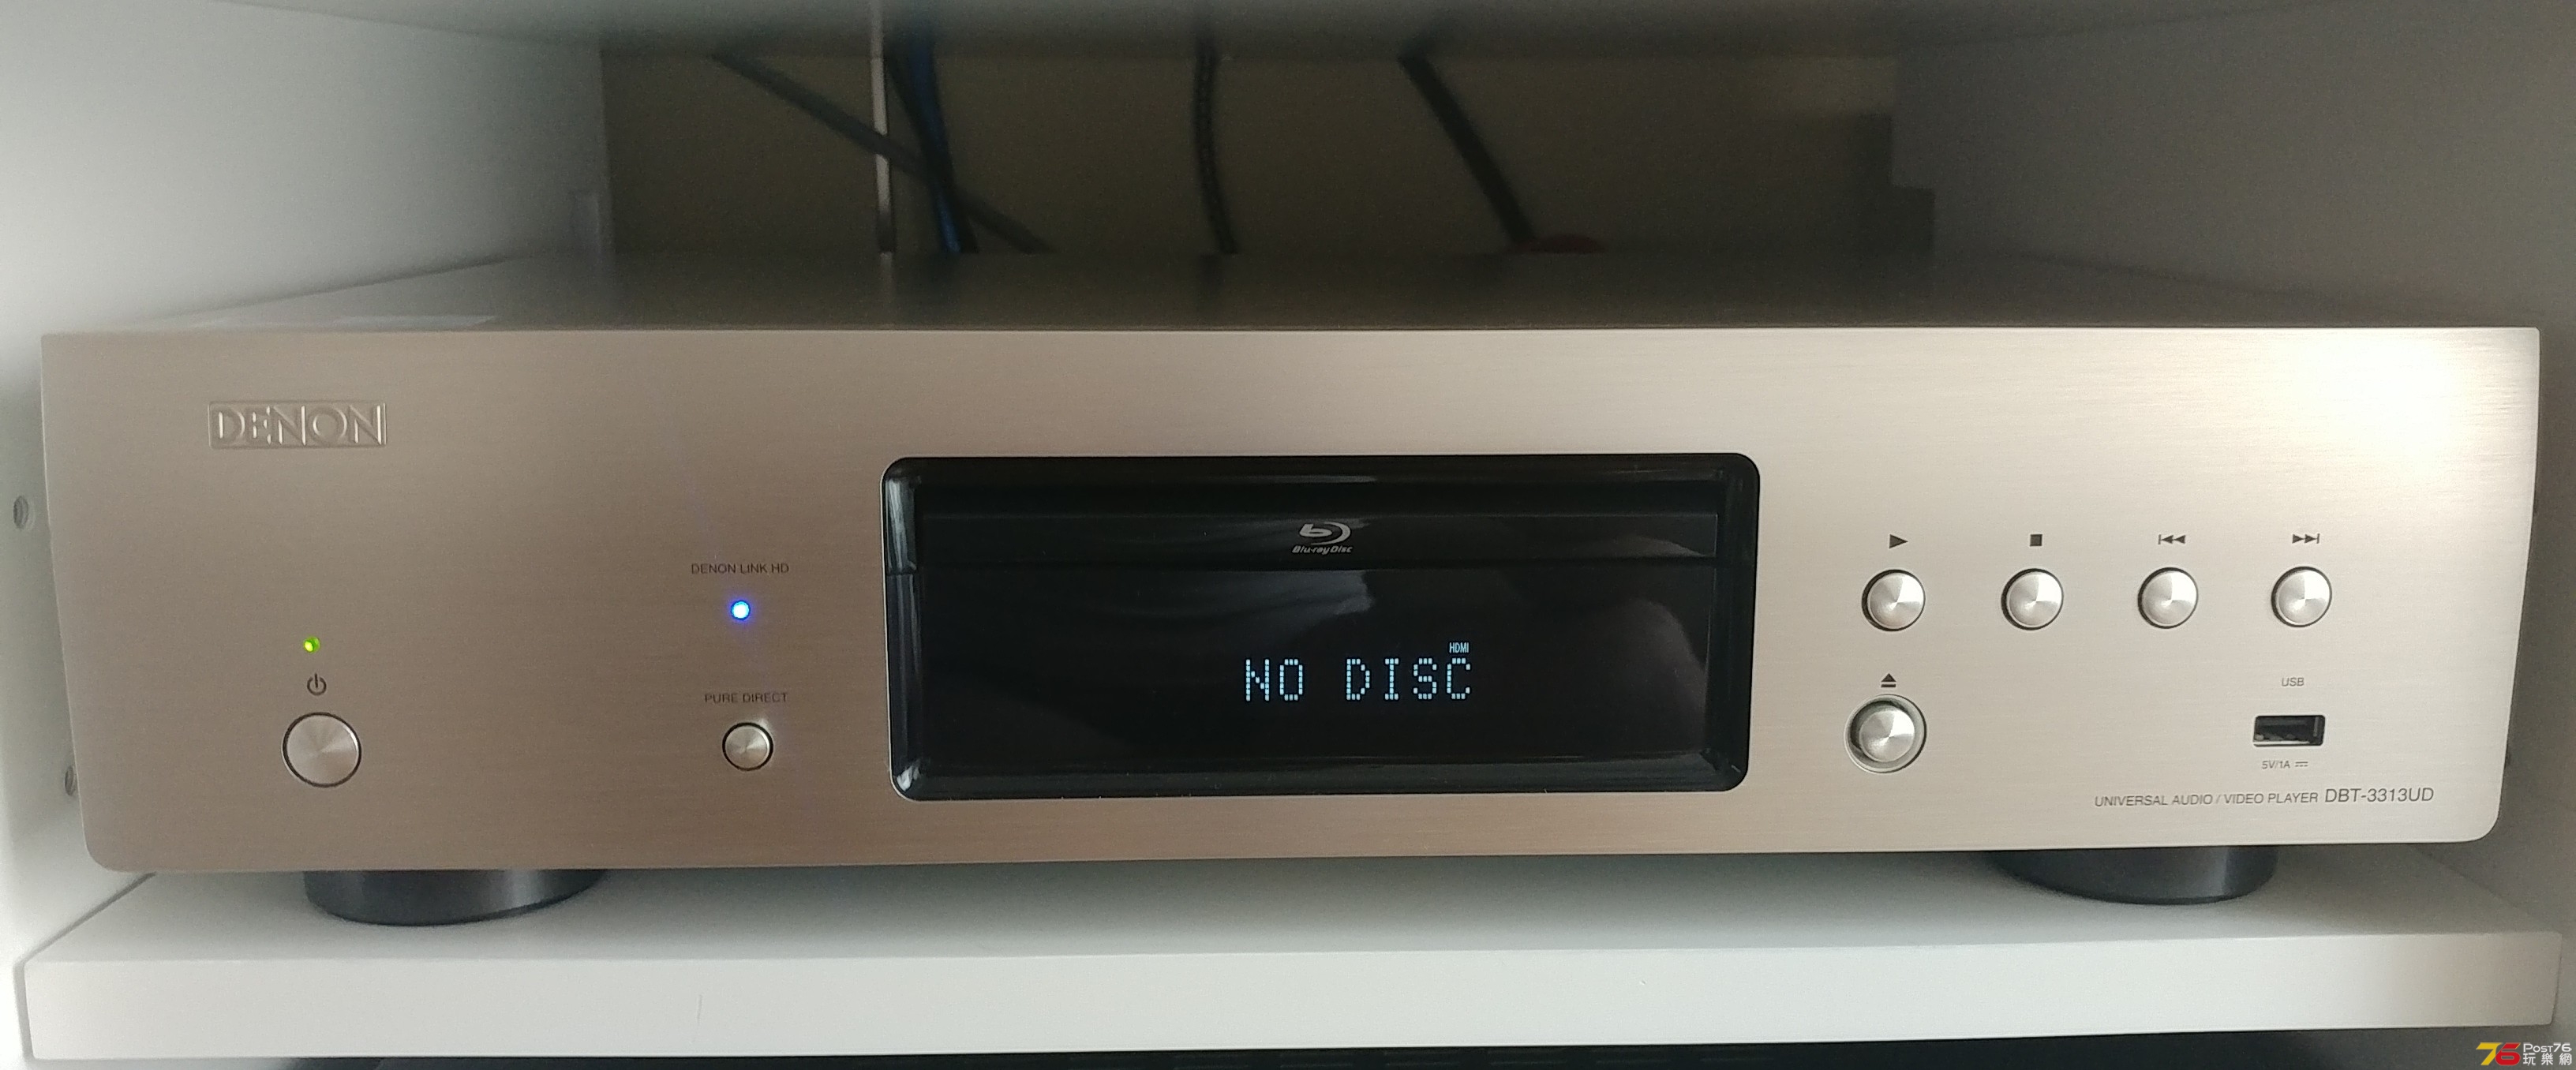 DENON
DENON LINK HD
PURE DIRECT
Blu-ray Disc
HDMI
NO DISC
USB
5V/1A
UNIVERSAL AUDIO / VIDEO PLAYER DBT-3313UD
76 POST76
玩樂網